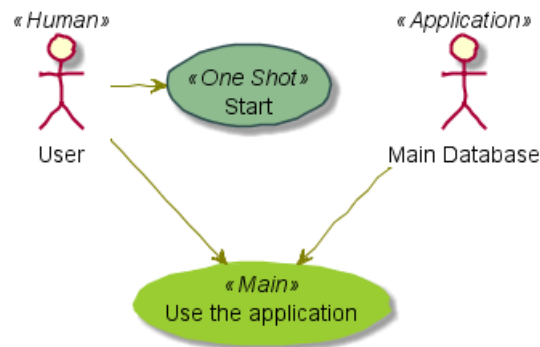 «Human»
User
«One Shot»
Start
«Application»
Main Database
«Main»
Use the application